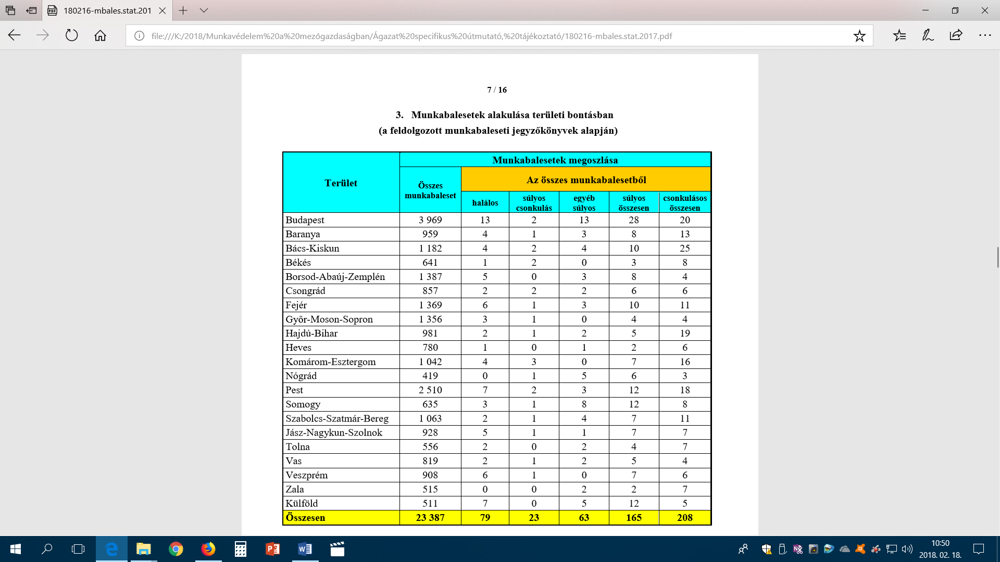 180216-mbales.stat.201
file:///K:/2018/Munkavédelem%20a%20mezőgazdaságban/Ágazat%20specifikus%20útmutató,%20tájékoztató/180216-mbales.stat.2017.pdf
7 / 16
3. Munkabalesetek alakulása területi bontásban
(a feldolgozott munkabaleseti jegyzőkönyvek alapján)
Terület
Munkabalesetek megoszlása
Összes munkabaleset
Az összes munkabalesetből
halálos
súlyos csonkulás
egyéb súlyos
súlyos összesen
csonkulásos összesen
Budapest 3 969 13 2 13 28 20
Baranya 959 4 1 3 8 13
Bács-Kiskun 1 182 4 2 4 10 25
Békés 641 1 2 0 3 8
Borsod-Abaúj-Zemplén 1 387 5 0 3 8 4
Csongrád 857 2 2 2 6 6
Fejér 1 369 6 1 3 10 11
Győr-Moson-Sopron 1 356 3 1 0 4 4
Hajdú-Bihar 981 2 1 2 5 19
Heves 780 1 0 1 2 6
Komárom-Esztergom 1 042 4 3 0 7 16
Nógrád 419 0 1 5 6 3
Pest 2 510 7 2 3 12 18
Somogy 635 3 1 8 12 8
Szabolcs-Szatmár-Bereg 1 063 2 1 4 7 11
Jász-Nagykun-Szolnok 928 5 1 1 7 7
Tolna 556 2 0 2 4 7
Vas 819 2 1 2 5 4
Veszprém 908 6 1 0 7 6
Zala 515 0 0 2 2 7
Külföld 511 7 0 5 12 5
Összesen 23 387 79 23 63 165 208
10:50
2018. 02. 18.